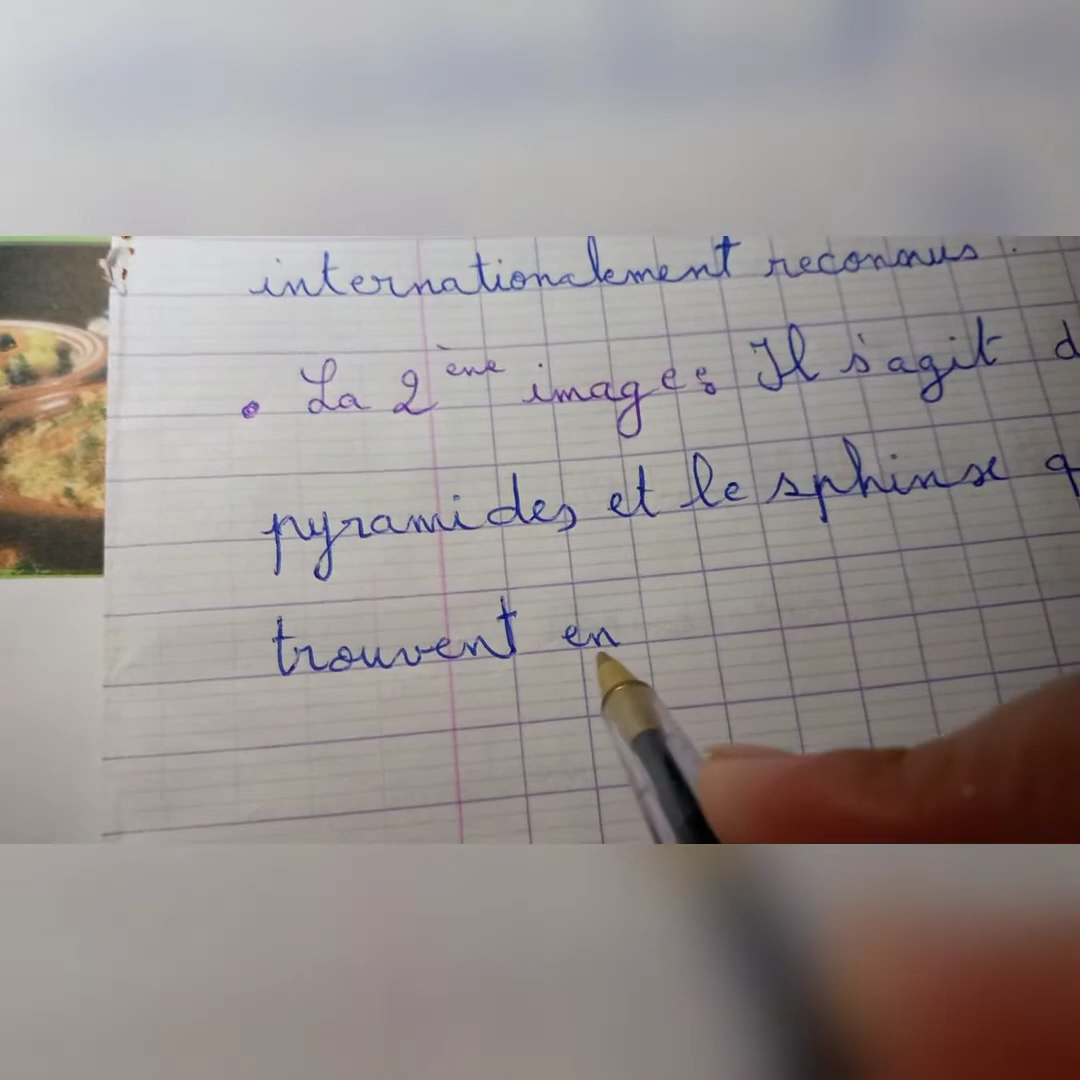 internationalement reconnus.
• La 2ème images Il s'agit d
pyramides, et le sphinx q
trouvent en